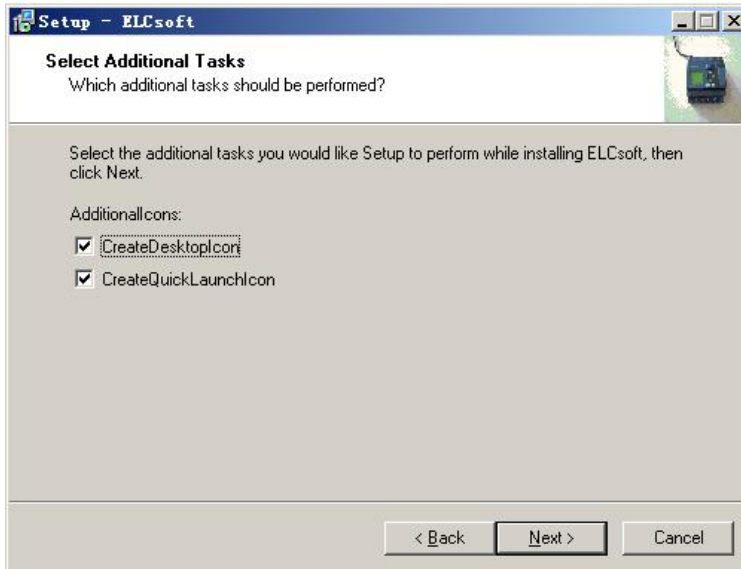 Setup - ELCsoft
Select Additional Tasks
Which additional tasks should be performed?
Select the additional tasks you would like Setup to perform while installing ELCsoft, then
click Next.
AdditionalIcons:
CreateDesktopIcon
CreateQuickLaunchIcon
< Back
Next >
Cancel